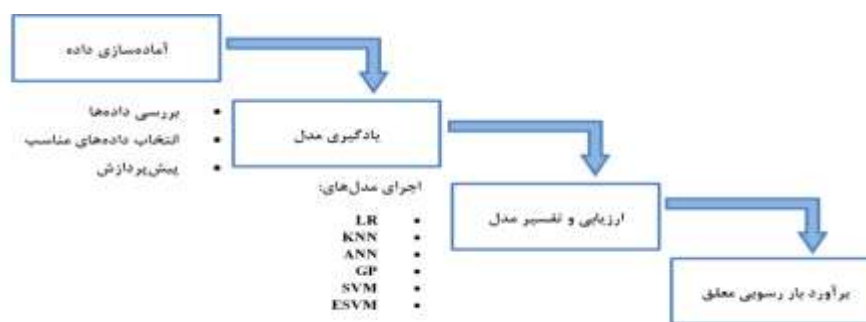 آماده‌سازی داده
• بررسی داده‌ها
• انتخاب داده‌های مناسب
• پیش‌پردازش
یادگیری مدل
اجرای مدل‌های:
• LR
• KNN
• ANN
• GP
• SVM
• ESVM
ارزیابی و تفسیر مدل
برآورد بار رسوبی معلق